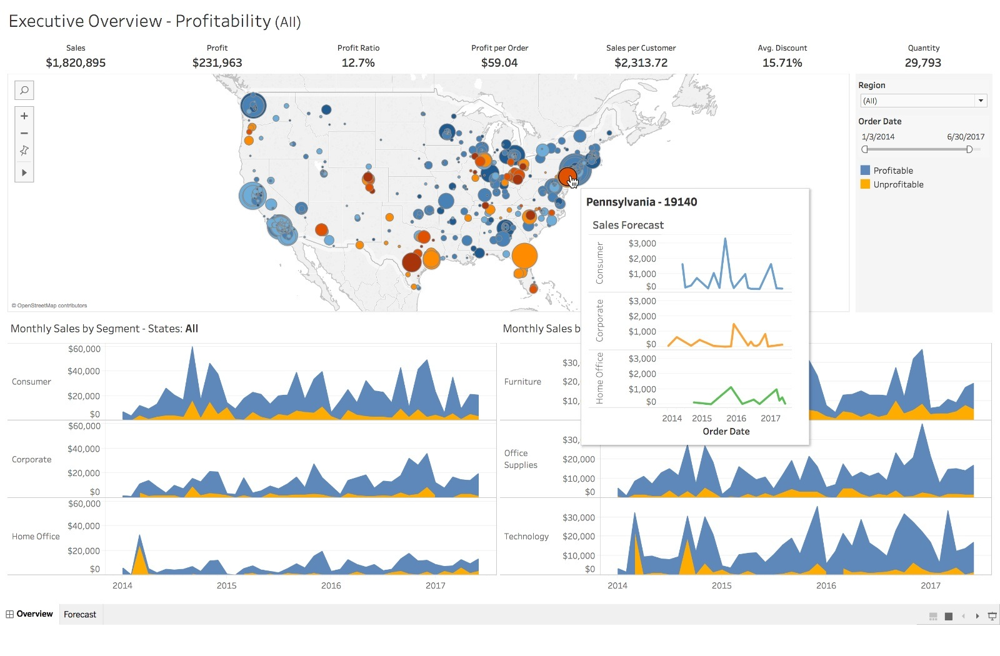 Executive Overview - Profitability (All)
Sales Profit Profit Ratio Profit per Order Sales per Customer Avg. Discount Quantity
$1,820,895 $231,963 12.7% $59.04 $2,313.72 15.71% 29,793
Region
(All)
Order Date
1/3/2014 6/30/2017
Profitable
Unprofitable
© OpenStreetMap contributors
Pennsylvania - 19140
Sales Forecast
Consumer
$3,000
$2,000
$1,000
$0
Corporate
$3,000
$2,000
$1,000
$0
Home Office
$3,000
$2,000
$1,000
$0
2014 2015 2016 2017
Order Date
Monthly Sales by Segment - States: All
Consumer
$60,000
$40,000
$20,000
$0
Corporate
$60,000
$40,000
$20,000
$0
Home Office
$60,000
$40,000
$20,000
$0
2014 2015 2016 2017
Monthly Sales b
Furniture
$30,
$20,
$10,
Office
Supplies
$30,
$20,000
$10,000
$0
Technology
$30,000
$20,000
$10,000
$0
2014 2015 2016 2017
Overview Forecast